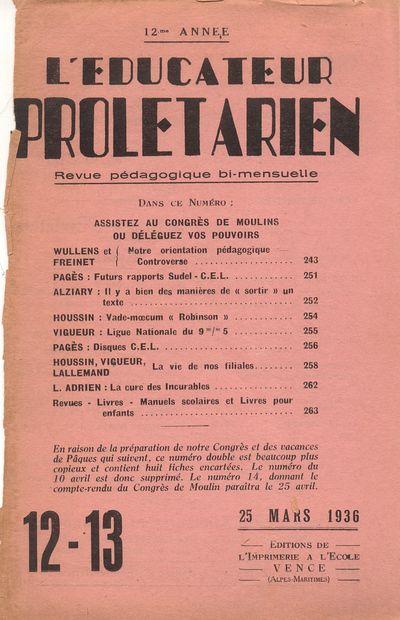 12me ANNEE
L'EDUCATEUR
PROLETARIEN
Revue pédagogique bi-mensuelle
DANS CE NUMÉRO :
ASSISTEZ AU CONGRÈS DE MOULINS
OU DÉLÉGUEZ VOS POUVOIRS
WULLENS et { Notre orientation pédagogique
FREINET Controverse .................. 243
PAGÈS : Futurs rapports Sudel - C.E.L. ............ 251
ALZIARY : Il y a bien des manières de « sortir » un
texte .................................. 252
HOUSSIN : Vade-mœcum « Robinson » ............ 254
VIGUEUR : Ligue Nationale du 9 m/m 5 ............ 255
PAGÈS : Disques C.E.L. .......................... 256
HOUSSIN, VIGUEUR,
LALLEMAND La vie de nos filiales........ 258
L. ADRIEN : La cure des Incurables ................ 262
Revues - Livres - Manuels scolaires et Livres pour
enfants .................................. 263
En raison de la préparation de notre Congrès et des vacances
de Pâques qui suivent, ce numéro double est beaucoup plus
copieux et contient huit fiches encartées. Le numéro du
10 avril est donc supprimé. Le numéro 14, donnant le
compte-rendu du Congrès de Moulin paraîtra le 25 avril.
12-13
25 MARS 1936
EDITIONS DE
L'IMPRIMERIE A L'ECOLE
VENCE
(ALPES-MARITIMES)